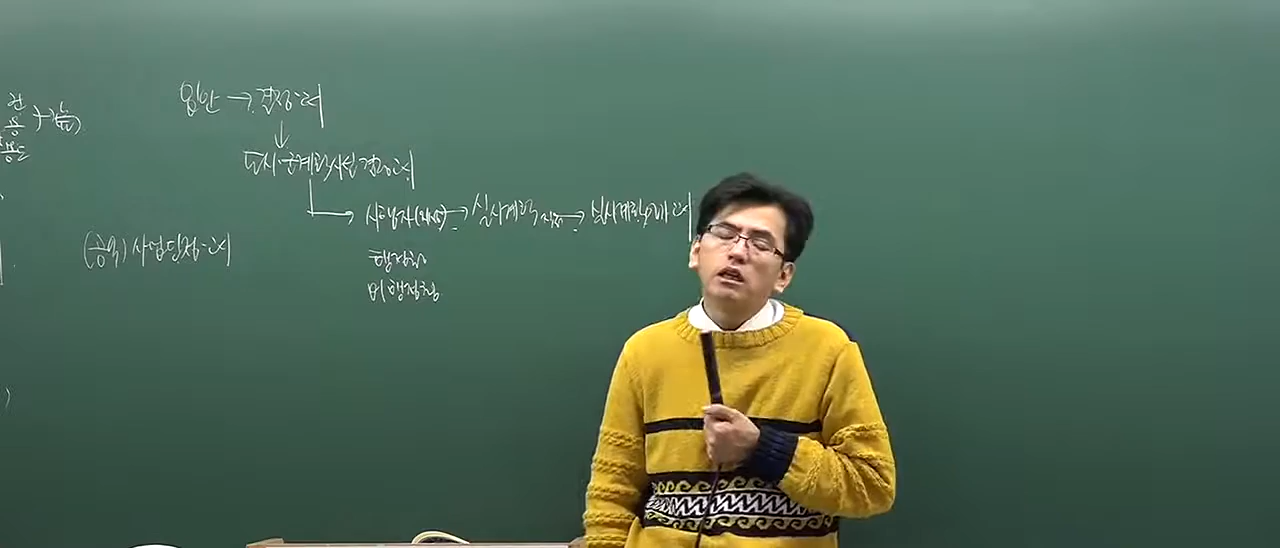 입안 → 결정고시
↓
도시·군계획시설결정고시
시행자(지정) → 실시계획 작성 → 실시계획인가고시
(공익) 사업인정고시
행정청
비행정청